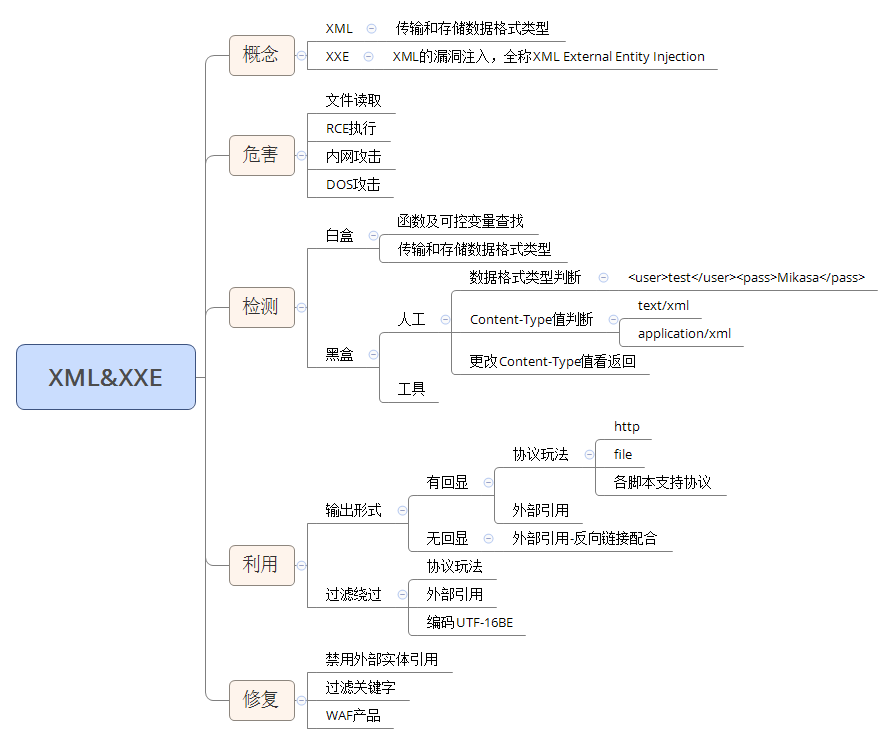 XML&XXE
概念
XML
传输和存储数据格式类型
XXE
XML的漏洞注入，全称XML External Entity Injection
危害
文件读取
RCE执行
内网攻击
DOS攻击
检测
白盒
函数及可控变量查找
传输和存储数据格式类型
黑盒
人工
数据格式类型判断
<user>test</user><pass>Mikasa</pass>
Content-Type值判断
text/xml
application/xml
更改Content-Type值看返回
工具
利用
输出形式
有回显
协议玩法
http
file
各脚本支持协议
外部引用
无回显
外部引用-反向链接配合
过滤绕过
协议玩法
外部引用
编码UTF-16BE
修复
禁用外部实体引用
过滤关键字
WAF产品